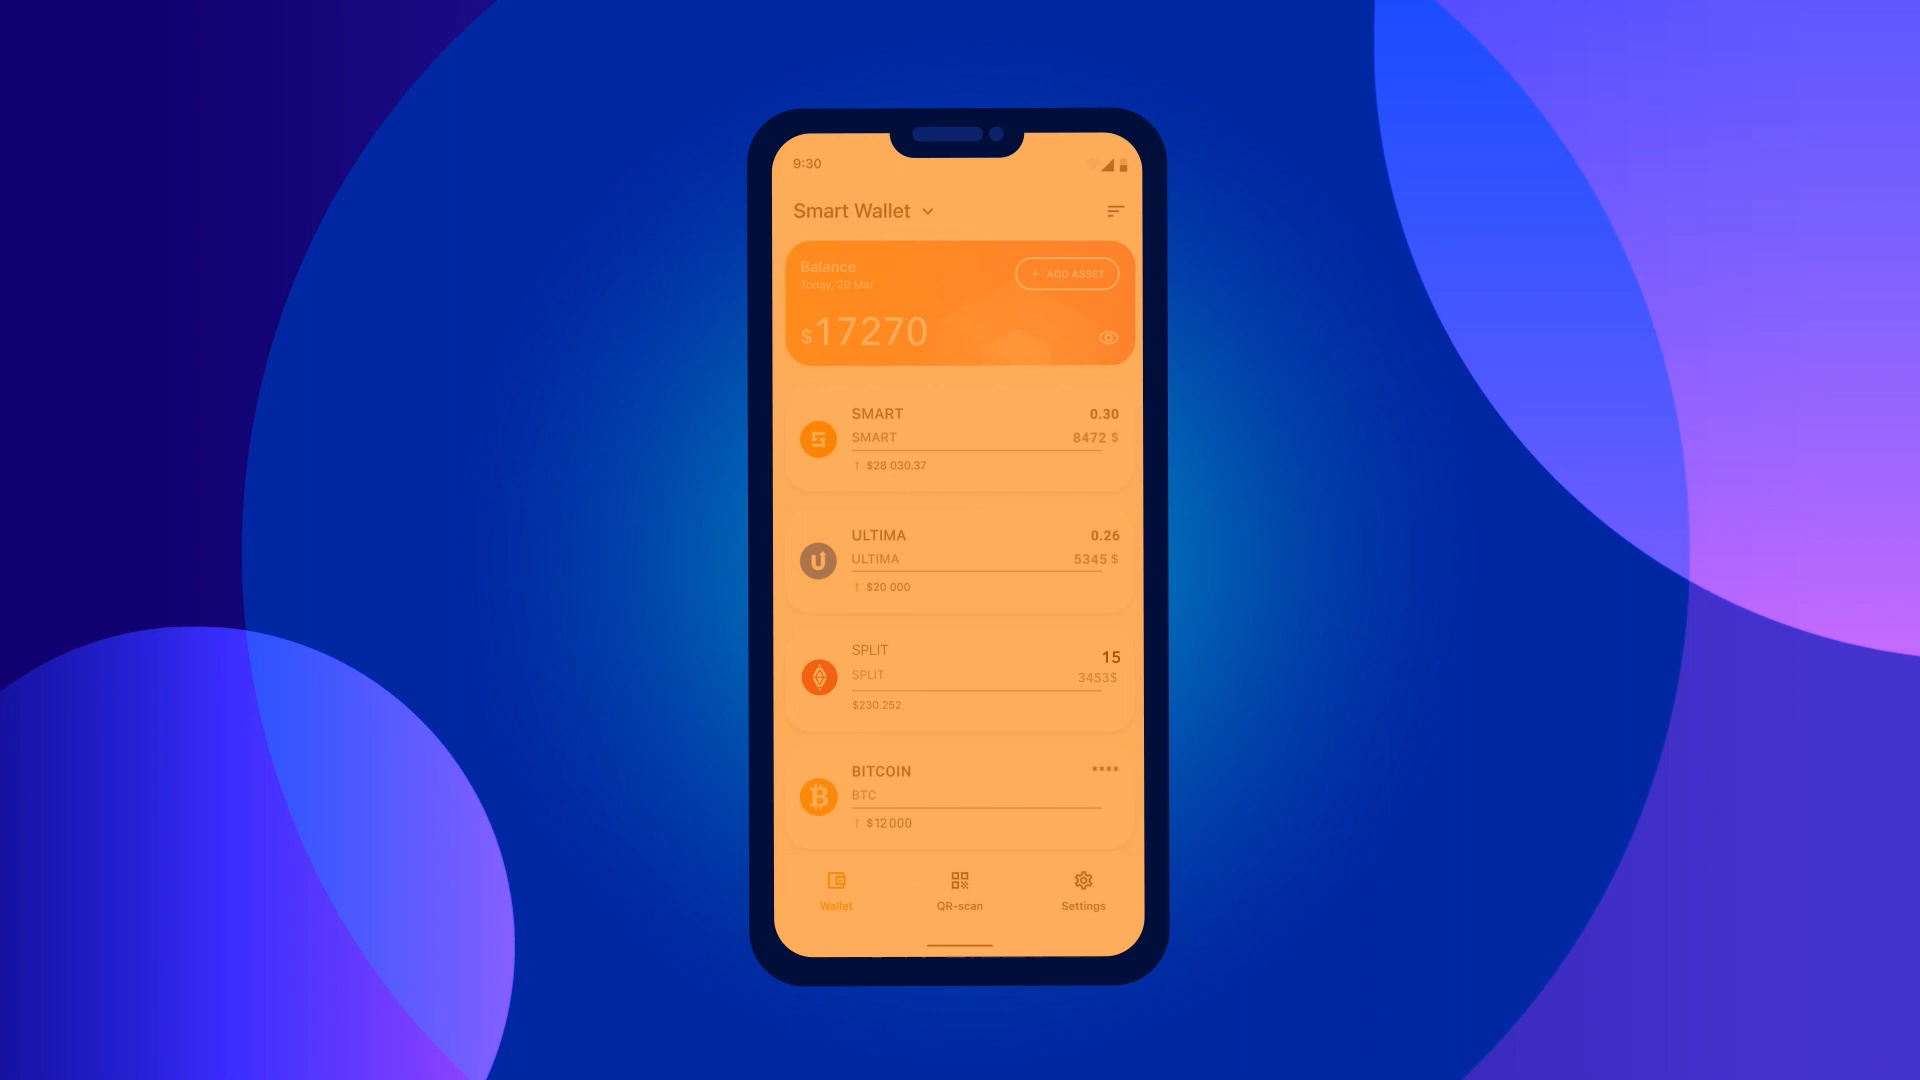 9:30
Smart Wallet
Balance
+ ADD ASSET
Today, 29 Mar
$17270
SMART 0.30
SMART 8472 $
↑ $28 030.37
ULTIMA 0.26
ULTIMA 5345 $
↑ $20 000
SPLIT 15
SPLIT 3453$
$230.252
BITCOIN ****
BTC
↑ $12000
Wallet QR-scan Settings